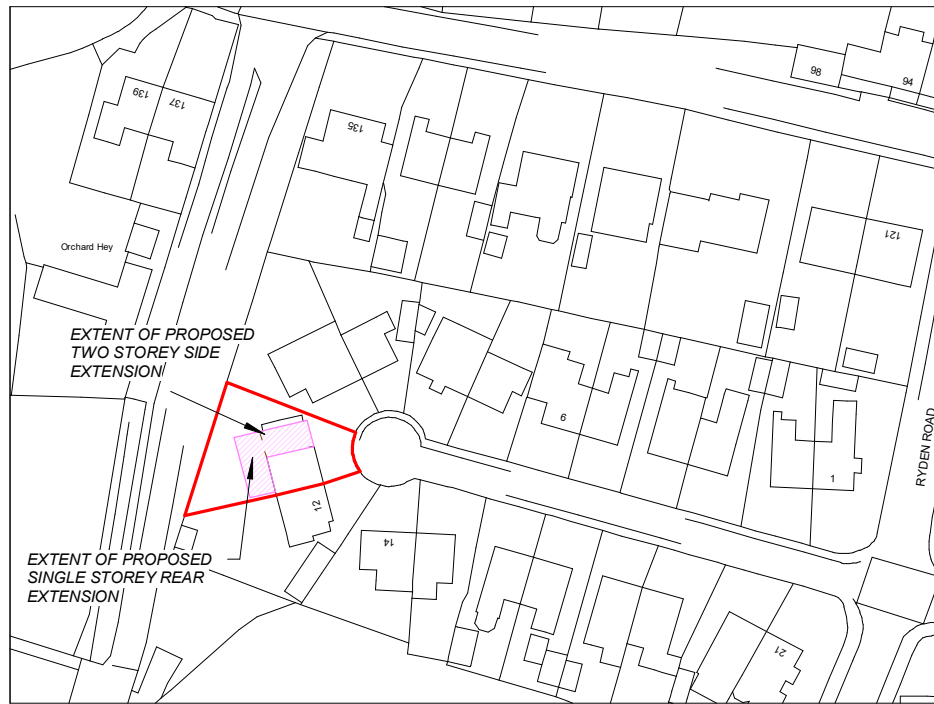 98
94
139
137
135
121
Orchard Hey
EXTENT OF PROPOSED
TWO STOREY SIDE
EXTENSION
9
1
RYDEN ROAD
12
14
EXTENT OF PROPOSED
SINGLE STOREY REAR
EXTENSION
21